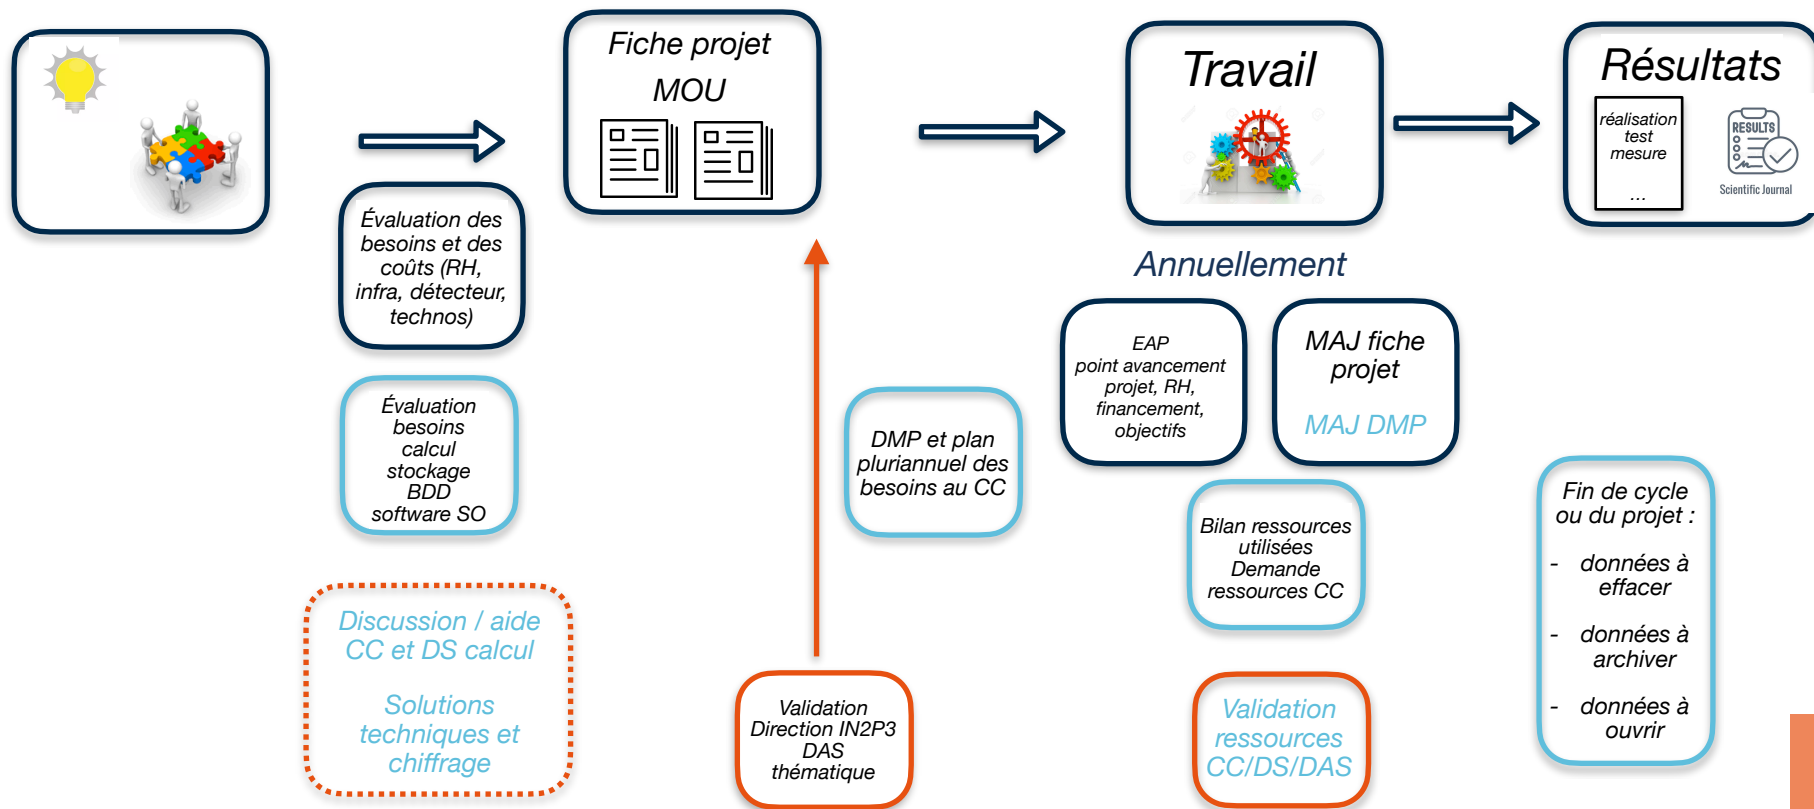 Fiche projet
MOU
Travail
Résultats
réalisation
test
mesure
...
RESULTS
Scientific Journal
Évaluation des
besoins et des
coûts (RH,
infra, détecteur,
technos)
Évaluation
besoins
calcul
stockage
BDD
software SO
Discussion / aide
CC et DS calcul
Solutions
techniques et
chiffrage
Validation
Direction IN2P3
DAS
thématique
DMP et plan
pluriannuel des
besoins au CC
Annuellement
EAP
point avancement
projet, RH,
financement,
objectifs
MAJ fiche
projet
MAJ DMP
Bilan ressources
utilisées
Demande
ressources CC
Validation
ressources
CC/DS/DAS
Fin de cycle
ou du projet :
- données à
effacer
- données à
archiver
- données à
ouvrir